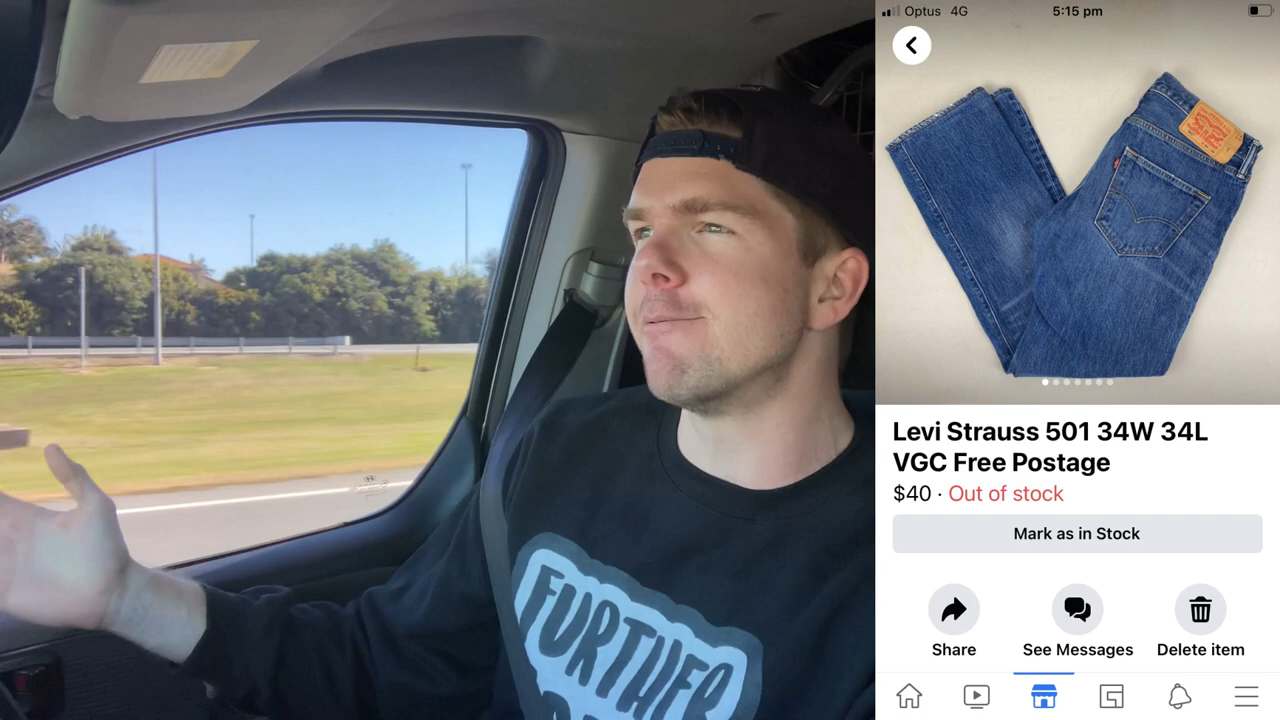 FURTHER
Optus 4G
5:15 pm
Levi Strauss 501 34W 34L
VGC Free Postage
$40 · Out of stock
Mark as in Stock
Share
See Messages
Delete item